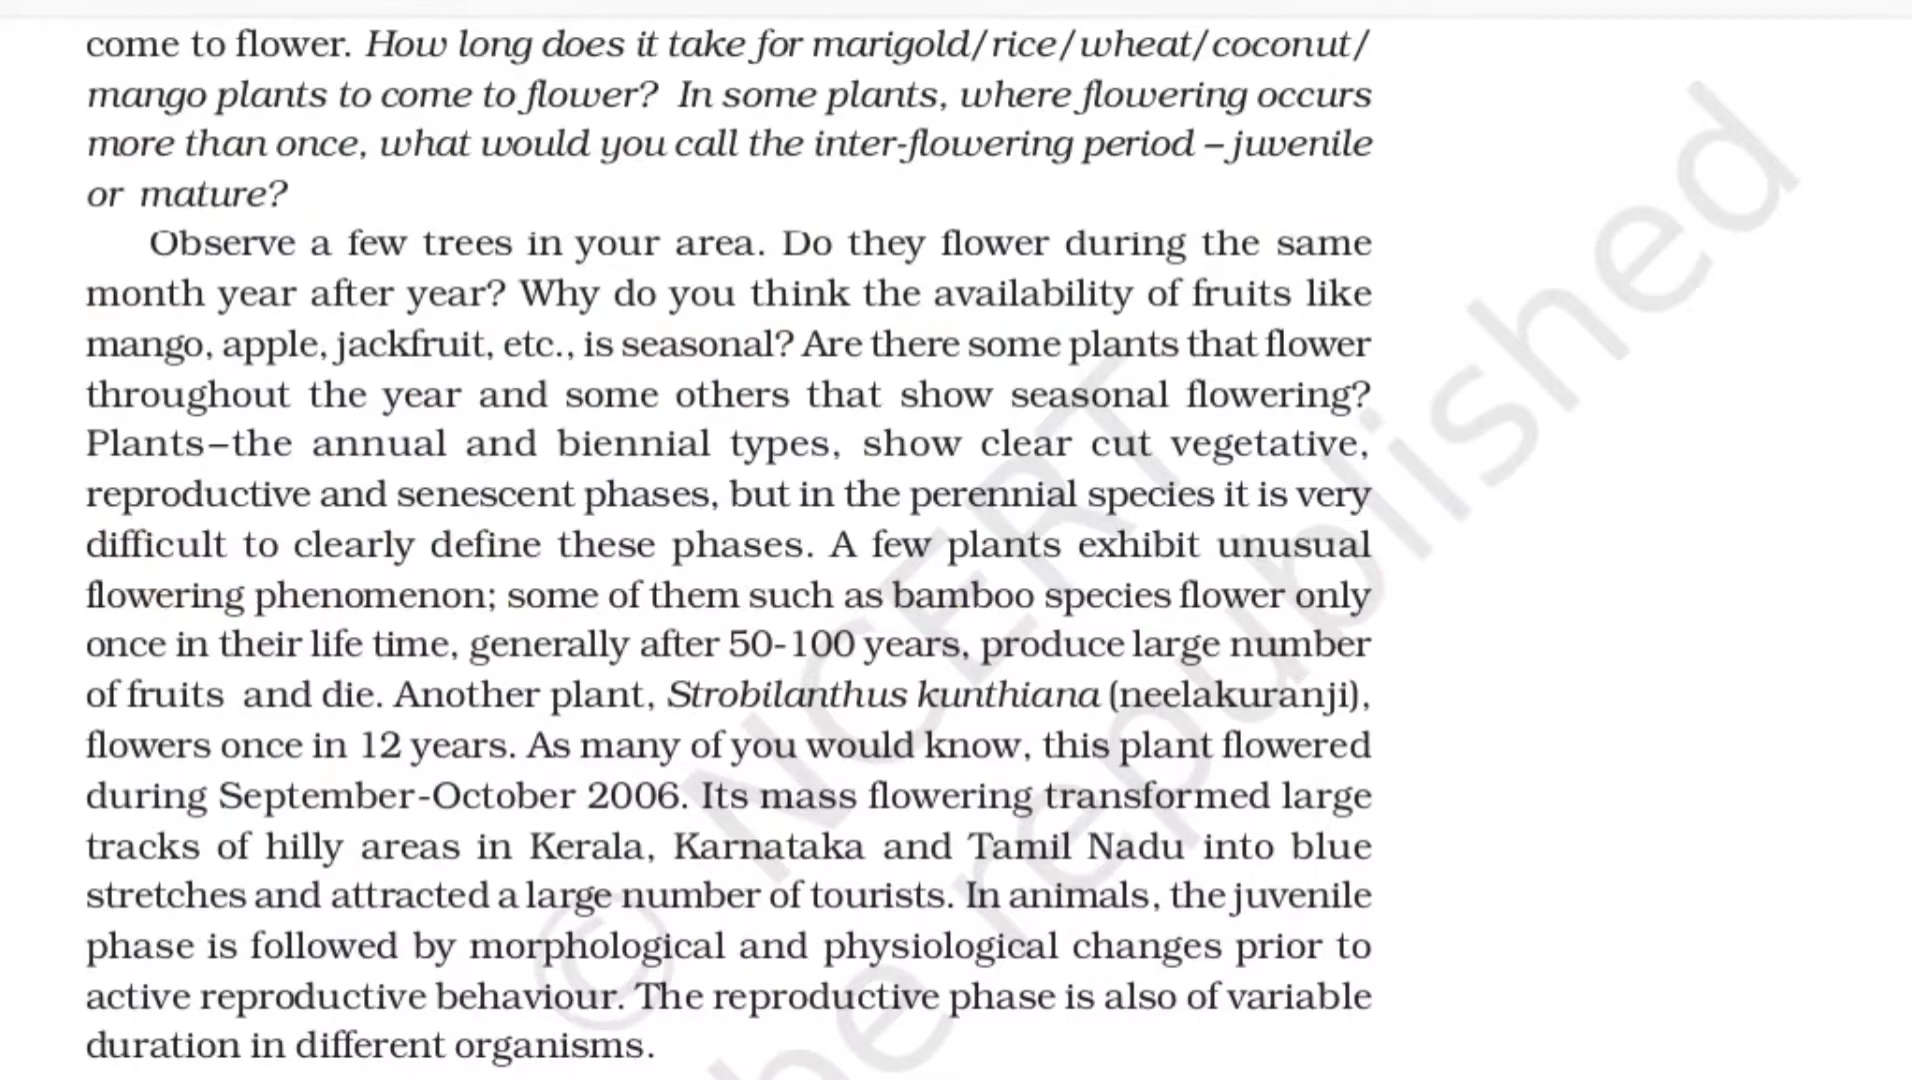 come to flower. How long does it take for marigold/rice/wheat/coconut/
mango plants to come to flower? In some plants, where flowering occurs
more than once, what would you call the inter-flowering period – juvenile
or mature?
Observe a few trees in your area. Do they flower during the same
month year after year? Why do you think the availability of fruits like
mango, apple, jackfruit, etc., is seasonal? Are there some plants that flower
throughout the year and some others that show seasonal flowering?
Plants–the annual and biennial types, show clear cut vegetative,
reproductive and senescent phases, but in the perennial species it is very
difficult to clearly define these phases. A few plants exhibit unusual
flowering phenomenon; some of them such as bamboo species flower only
once in their life time, generally after 50-100 years, produce large number
of fruits and die. Another plant, Strobilanthus kunthiana (neelakuranji),
flowers once in 12 years. As many of you would know, this plant flowered
during September-October 2006. Its mass flowering transformed large
tracks of hilly areas in Kerala, Karnataka and Tamil Nadu into blue
stretches and attracted a large number of tourists. In animals, the juvenile
phase is followed by morphological and physiological changes prior to
active reproductive behaviour. The reproductive phase is also of variable
duration in different organisms.
© NCERT
be republished